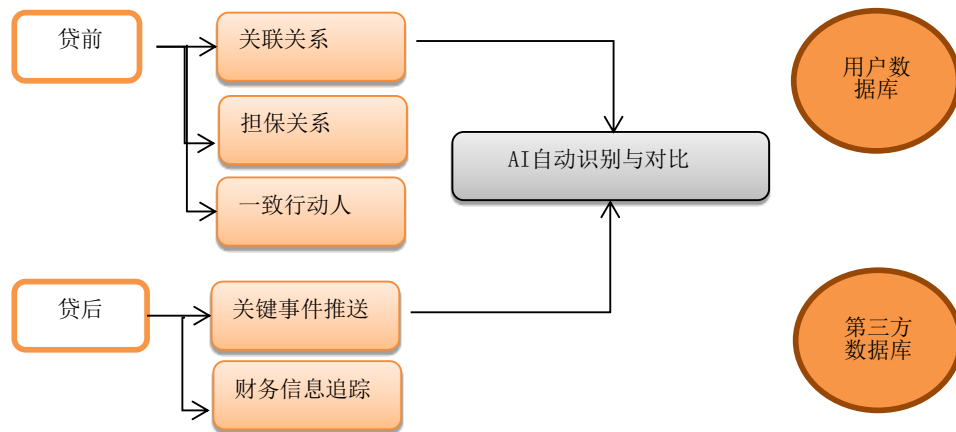 贷前
关联关系
用户数
据库
担保关系
AI自动识别与对比
一致行动人
贷后
关键事件推送
第三方
数据库
财务信息追踪